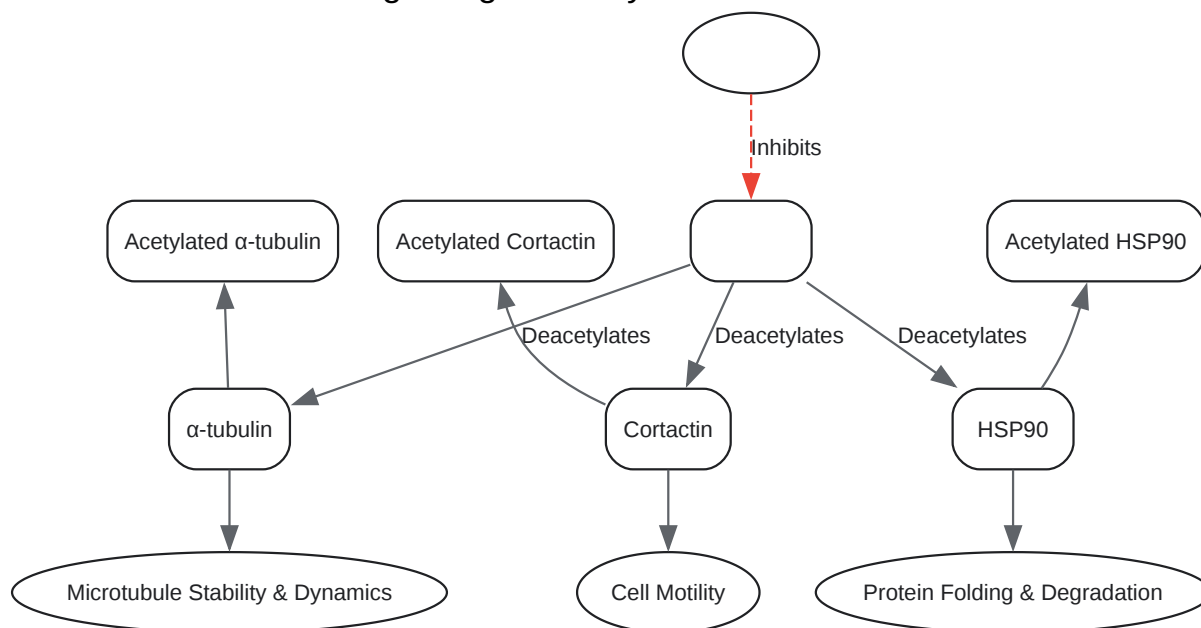 Inhibits
Acetylated α-tubulin
Acetylated Cortactin
Acetylated HSP90
Deacetylates
Deacetylates
Deacetylates
α-tubulin
Cortactin
HSP90
Microtubule Stability & Dynamics
Cell Motility
Protein Folding & Degradation